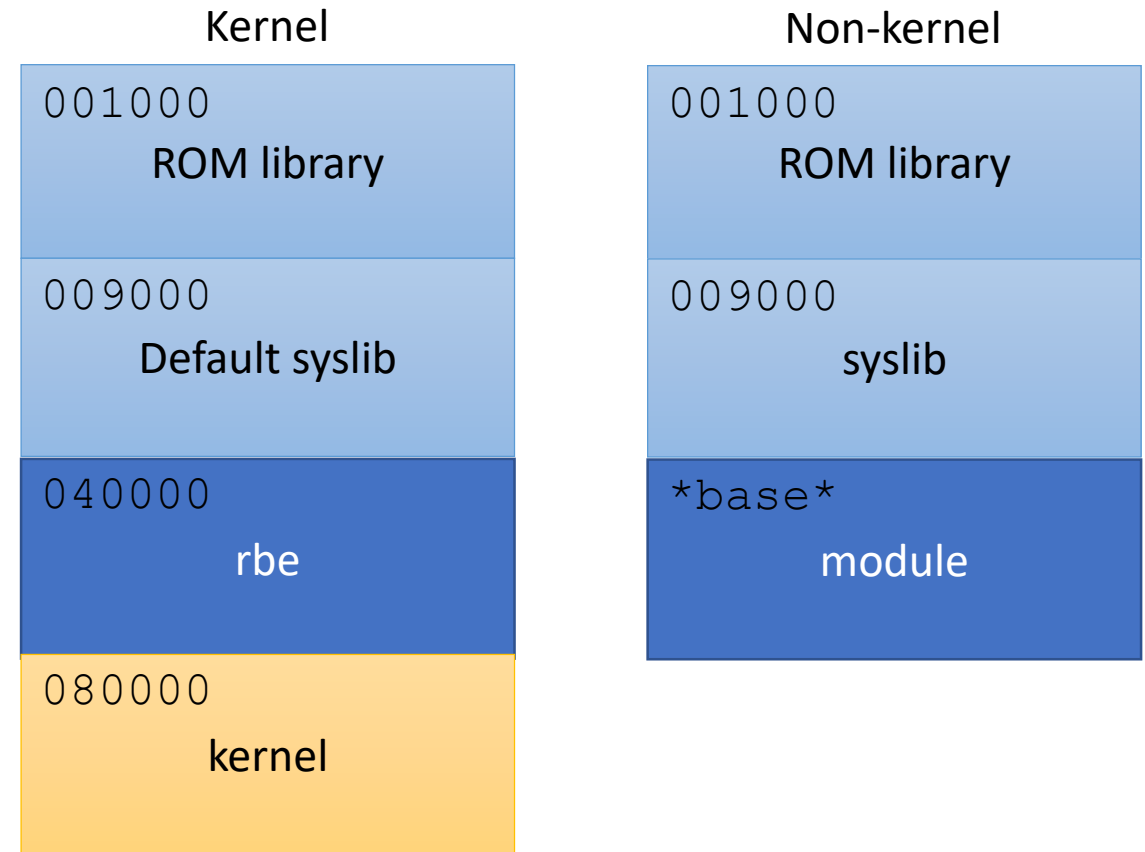 Kernel
001000
ROM library
009000
Default syslib
040000
rbe
080000
kernel
Non-kernel
001000
ROM library
009000
syslib
*base*
module